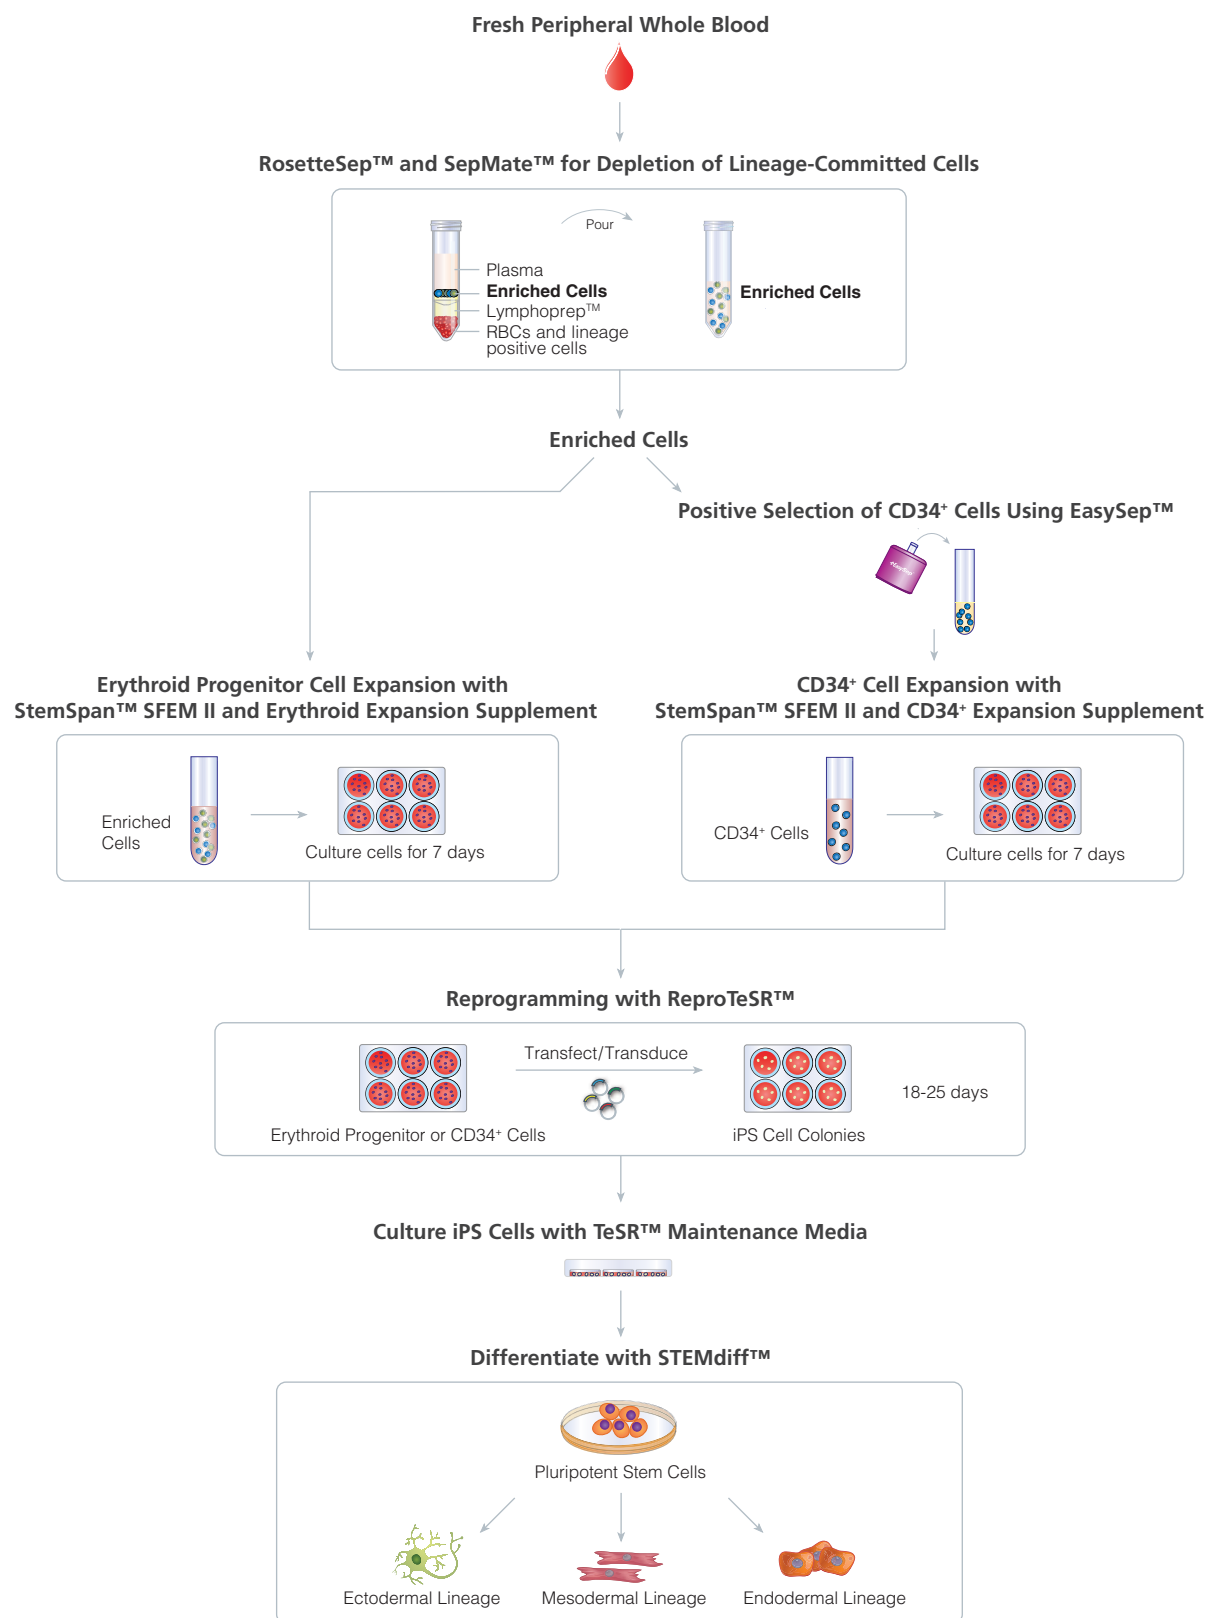 Fresh Peripheral Whole Blood
RosetteSep™ and SepMate™ for Depletion of Lineage-Committed Cells
Pour
Plasma
Enriched Cells
Lymphoprep™
RBCs and lineage
positive cells
Enriched Cells
Enriched Cells
Positive Selection of CD34⁺ Cells Using EasySep™
EasySep
Erythroid Progenitor Cell Expansion with
StemSpan™ SFEM II and Erythroid Expansion Supplement
Enriched
Cells
Culture cells for 7 days
CD34⁺ Cell Expansion with
StemSpan™ SFEM II and CD34⁺ Expansion Supplement
CD34⁺ Cells
Culture cells for 7 days
Reprogramming with ReproTeSR™
Transfect/Transduce
18-25 days
Erythroid Progenitor or CD34⁺ Cells
iPS Cell Colonies
Culture iPS Cells with TeSR™ Maintenance Media
Differentiate with STEMdiff™
Pluripotent Stem Cells
Ectodermal Lineage
Mesodermal Lineage
Endodermal Lineage